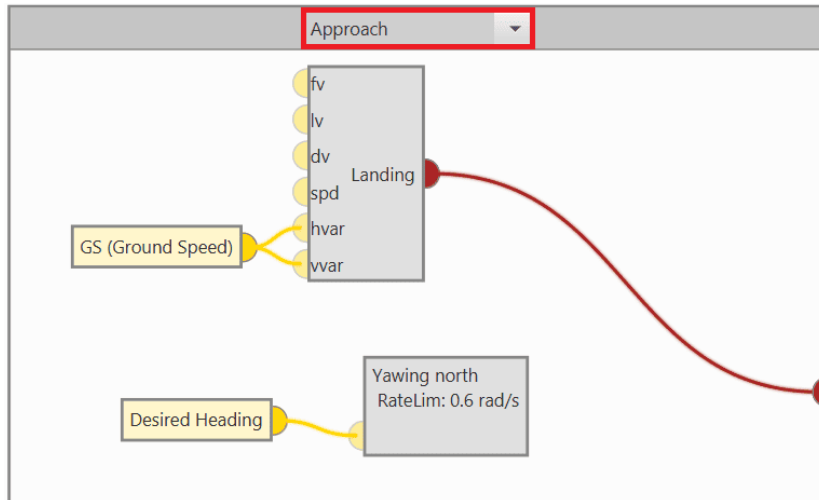 Approach
fv
lv
dv
Landing
spd
hvar
GS (Ground Speed)
vvar
Yawing north
RateLim: 0.6 rad/s
Desired Heading